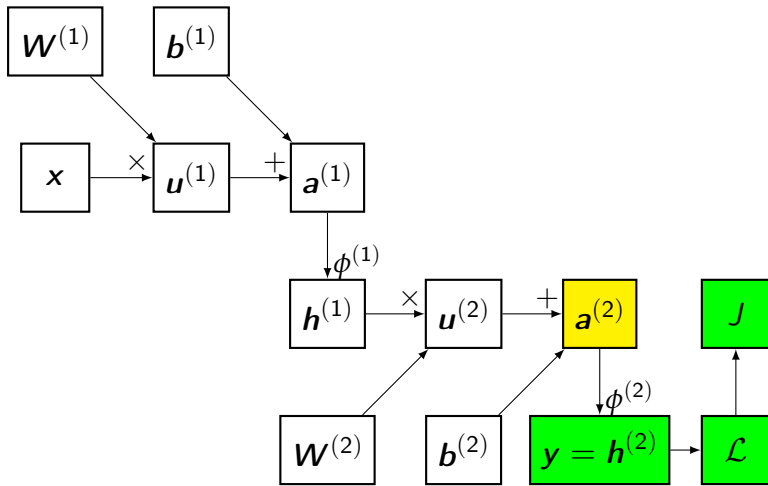 W^{(1)} b^{(1)}
x × u^{(1)} + a^{(1)}
ϕ^{(1)}
h^{(1)} × u^{(2)} + a^{(2)} J
ϕ^{(2)}
W^{(2)} b^{(2)} y = h^{(2)} ℒ